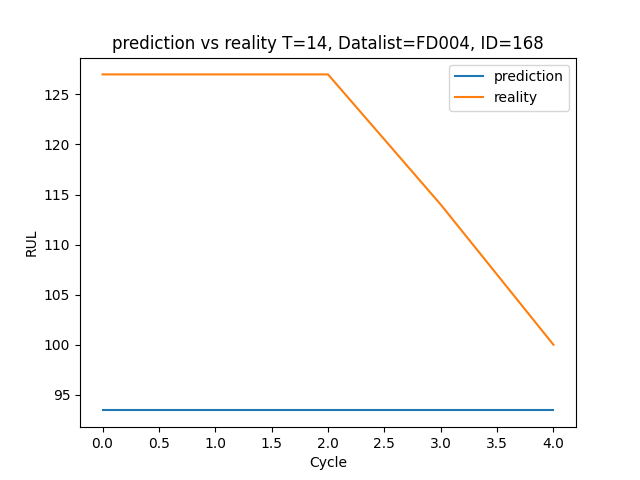 prediction vs reality T=14, Datalist=FD004, ID=168
prediction
reality
125
120
115
110
105
100
95
RUL
0.0 0.5 1.0 1.5 2.0 2.5 3.0 3.5 4.0
Cycle